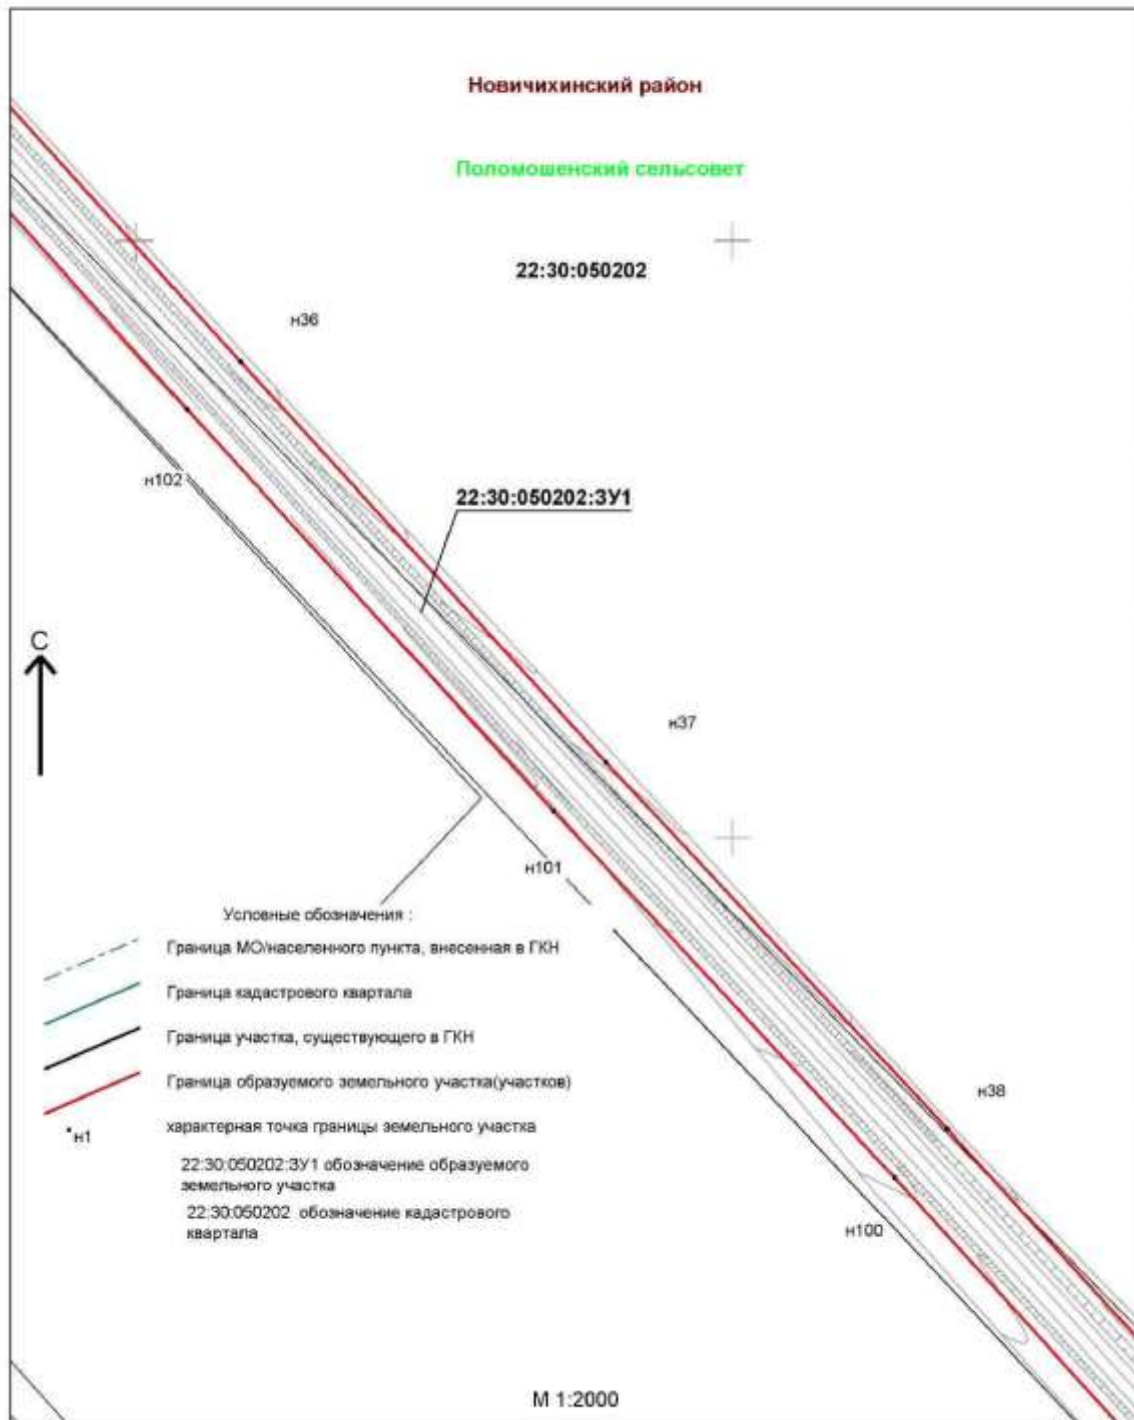 Новичихинский район
Поломошенский сельсовет
22:30:050202
н36
н102
22:30:050202:ЗУ1
С
н37
н101
Условные обозначения :
Граница МО/населенного пункта, внесенная в ГКН
Граница кадастрового квартала
Граница участка, существующего в ГКН
Граница образуемого земельного участка(участков)
н38
н1
характерная точка границы земельного участка
22:30:050202:ЗУ1 обозначение образуемого
земельного участка
22:30:050202 обозначение кадастрового
квартала
н100
М 1:2000